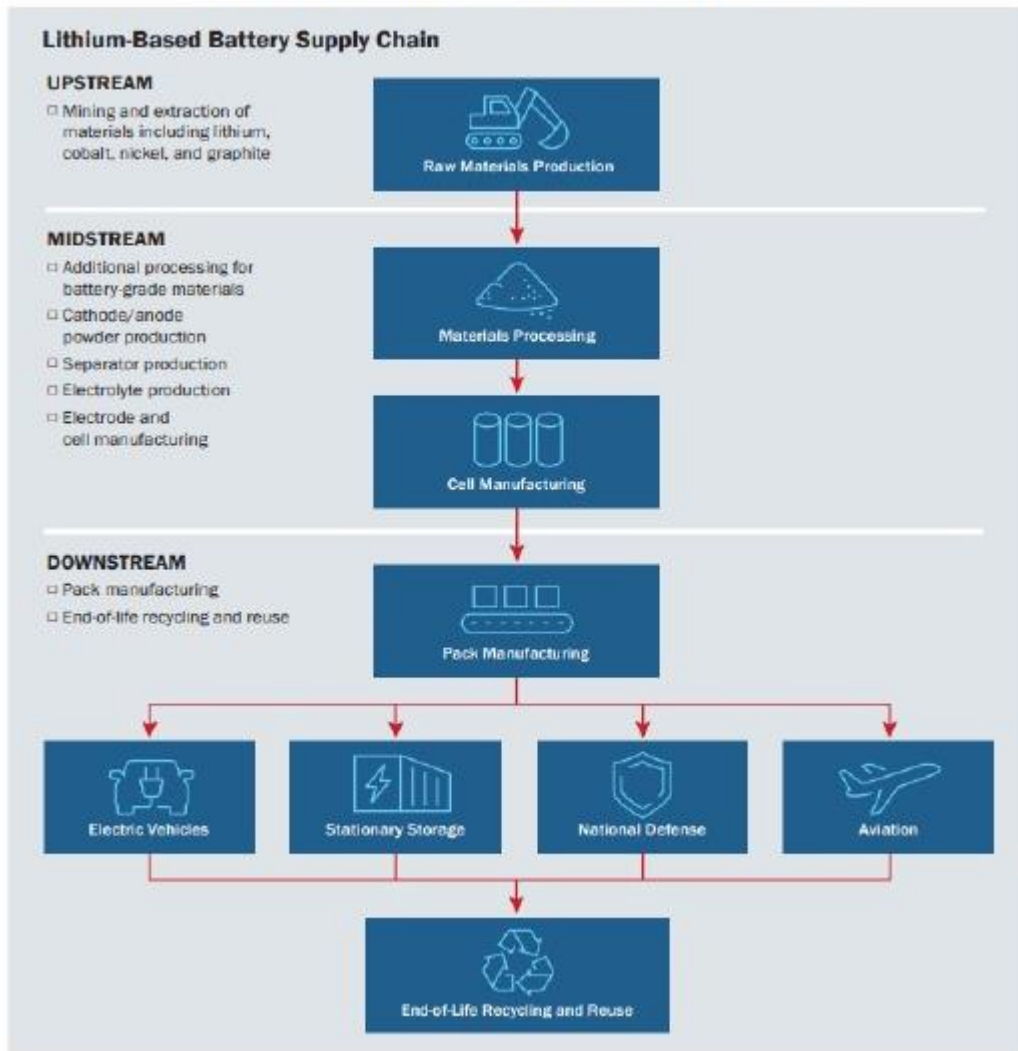 Lithium-Based Battery Supply Chain
UPSTREAM
□ Mining and extraction of
materials including lithium,
cobalt, nickel, and graphite
Raw Materials Production
MIDSTREAM
□ Additional processing for
battery-grade materials
□ Cathode/anode
powder production
□ Separator production
□ Electrolyte production
□ Electrode and
cell manufacturing
Materials Processing
Cell Manufacturing
DOWNSTREAM
□ Pack manufacturing
□ End-of-life recycling and reuse
Pack Manufacturing
Electric Vehicles
Stationary Storage
National Defense
Aviation
End-of-Life Recycling and Reuse